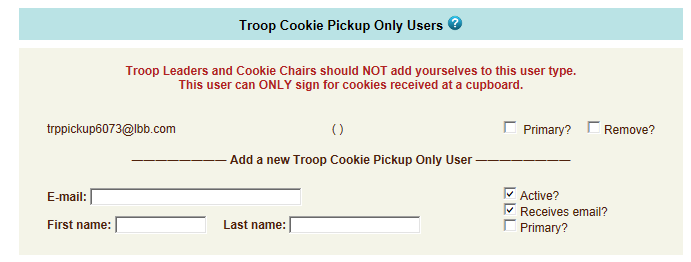 Troop Cookie Pickup Only Users ?
Troop Leaders and Cookie Chairs should NOT add yourselves to this user type.
This user can ONLY sign for cookies received at a cupboard.
trppickup6073@lbb.com ( ) Primary? Remove?
———————— Add a new Troop Cookie Pickup Only User ————————
E-mail: Active?
Receives email?
First name: Last name: Primary?